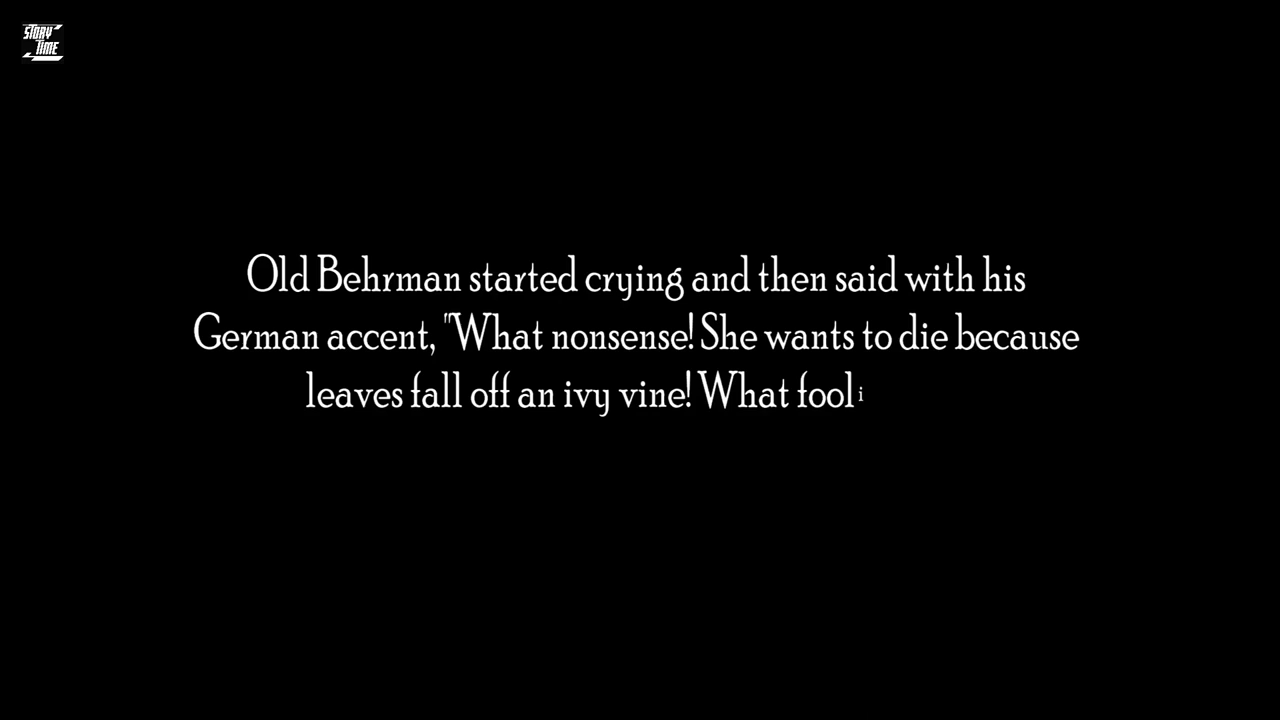 STORY
TIME
Old Behrman started crying and then said with his
German accent, "What nonsense! She wants to die because
leaves fall off an ivy vine! What fooli